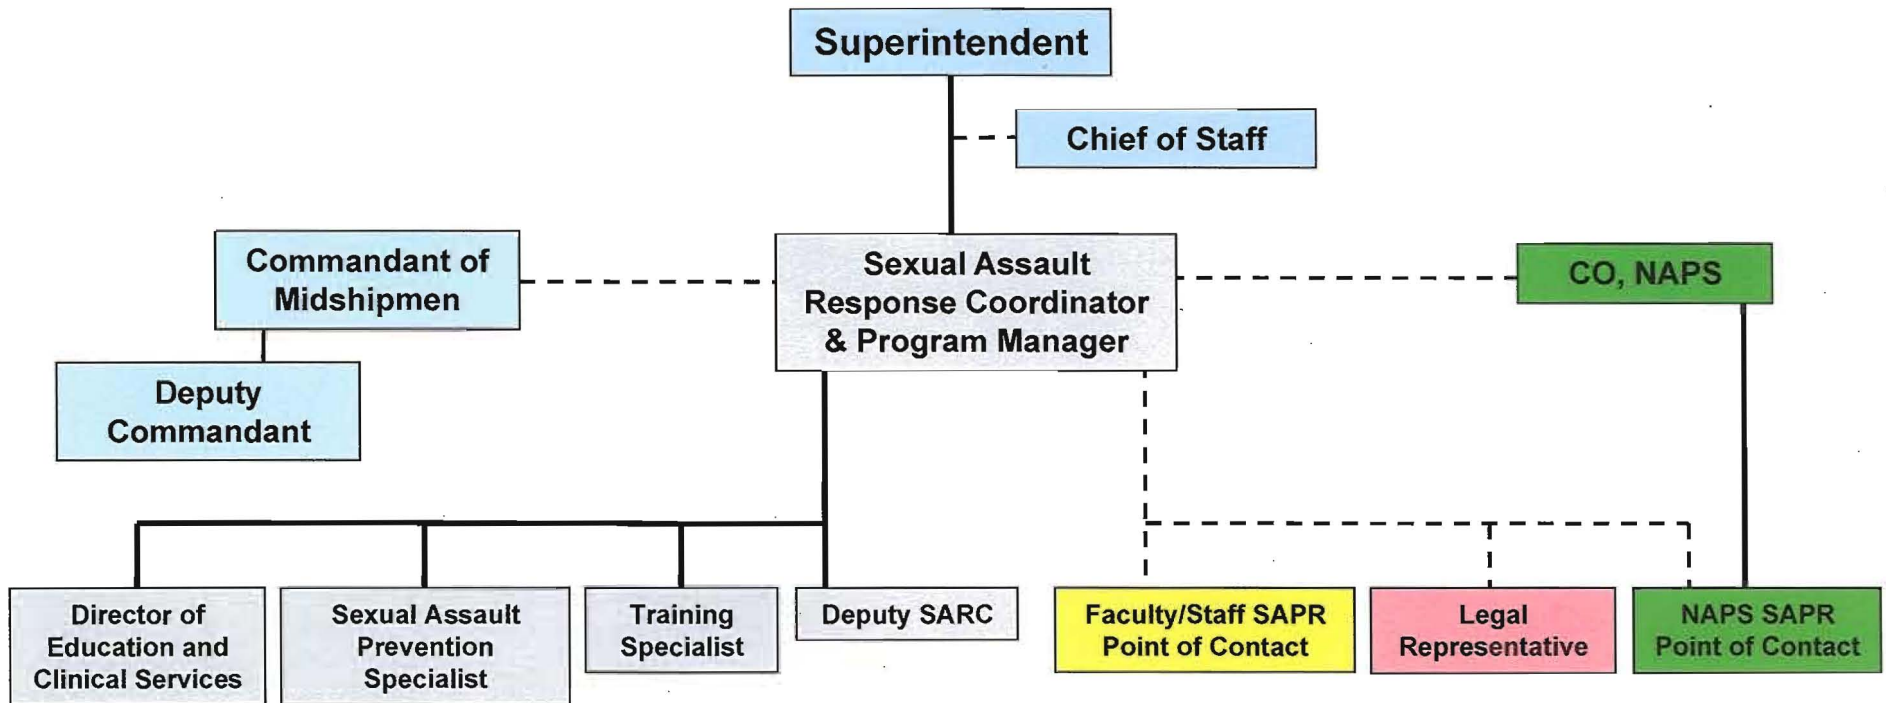 Superintendent
Chief of Staff
Commandant of
Midshipmen
Sexual Assault
Response Coordinator
& Program Manager
CO, NAPS
Deputy
Commandant
Director of
Education and
Clinical Services
Sexual Assault
Prevention
Specialist
Training
Specialist
Deputy SARC
Faculty/Staff SAPR
Point of Contact
Legal
Representative
NAPS SAPR
Point of Contact